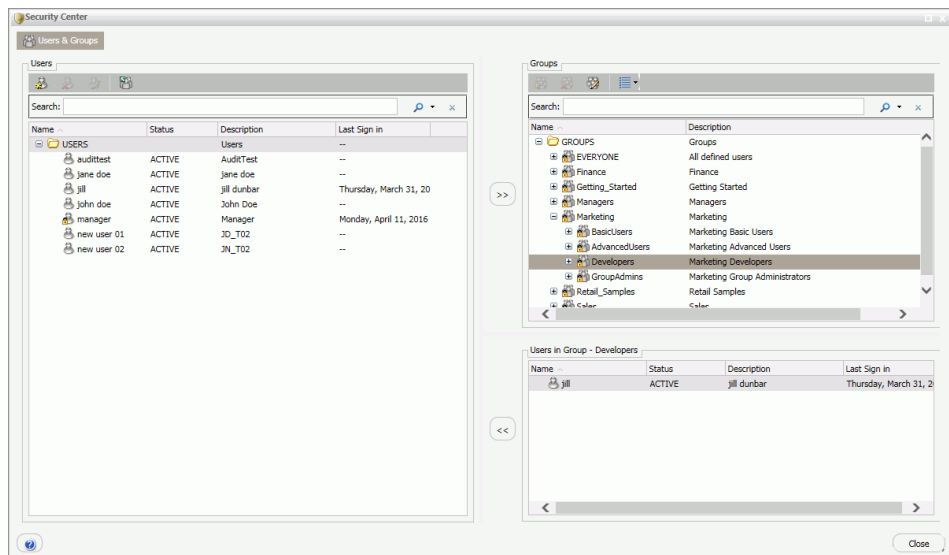 Security Center
Users & Groups
Users
Search:
Name Status Description Last Sign in
USERS Users --
audittest ACTIVE AuditTest --
jane doe ACTIVE jane doe --
jill ACTIVE jill dunbar Thursday, March 31, 20
john doe ACTIVE John Doe --
manager ACTIVE Manager Monday, April 11, 2016
new user 01 ACTIVE JD_T02 --
new user 02 ACTIVE JN_T02 --
>>
<<
Groups
Search:
Name Description
GROUPS Groups
EVERYONE All defined users
Finance Finance
Getting_Started Getting Started
Managers Managers
Marketing Marketing
BasicUsers Marketing Basic Users
AdvancedUsers Marketing Advanced Users
Developers Marketing Developers
GroupAdmins Marketing Group Administrators
Retail_Samples Retail Samples
Sales Sales
Users in Group - Developers
Name Status Description Last Sign in
jill ACTIVE jill dunbar Thursday, March 31, 2
Close